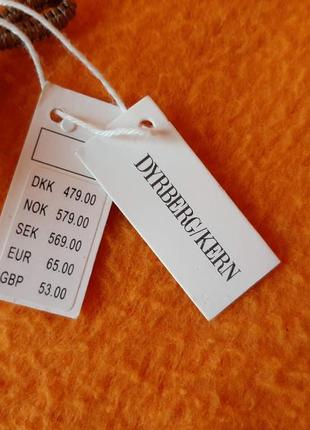 DKK 479.00
NOK 579.00
SEK 569.00
EUR 65.00
GBP 53.00
DYRBERG/KERN